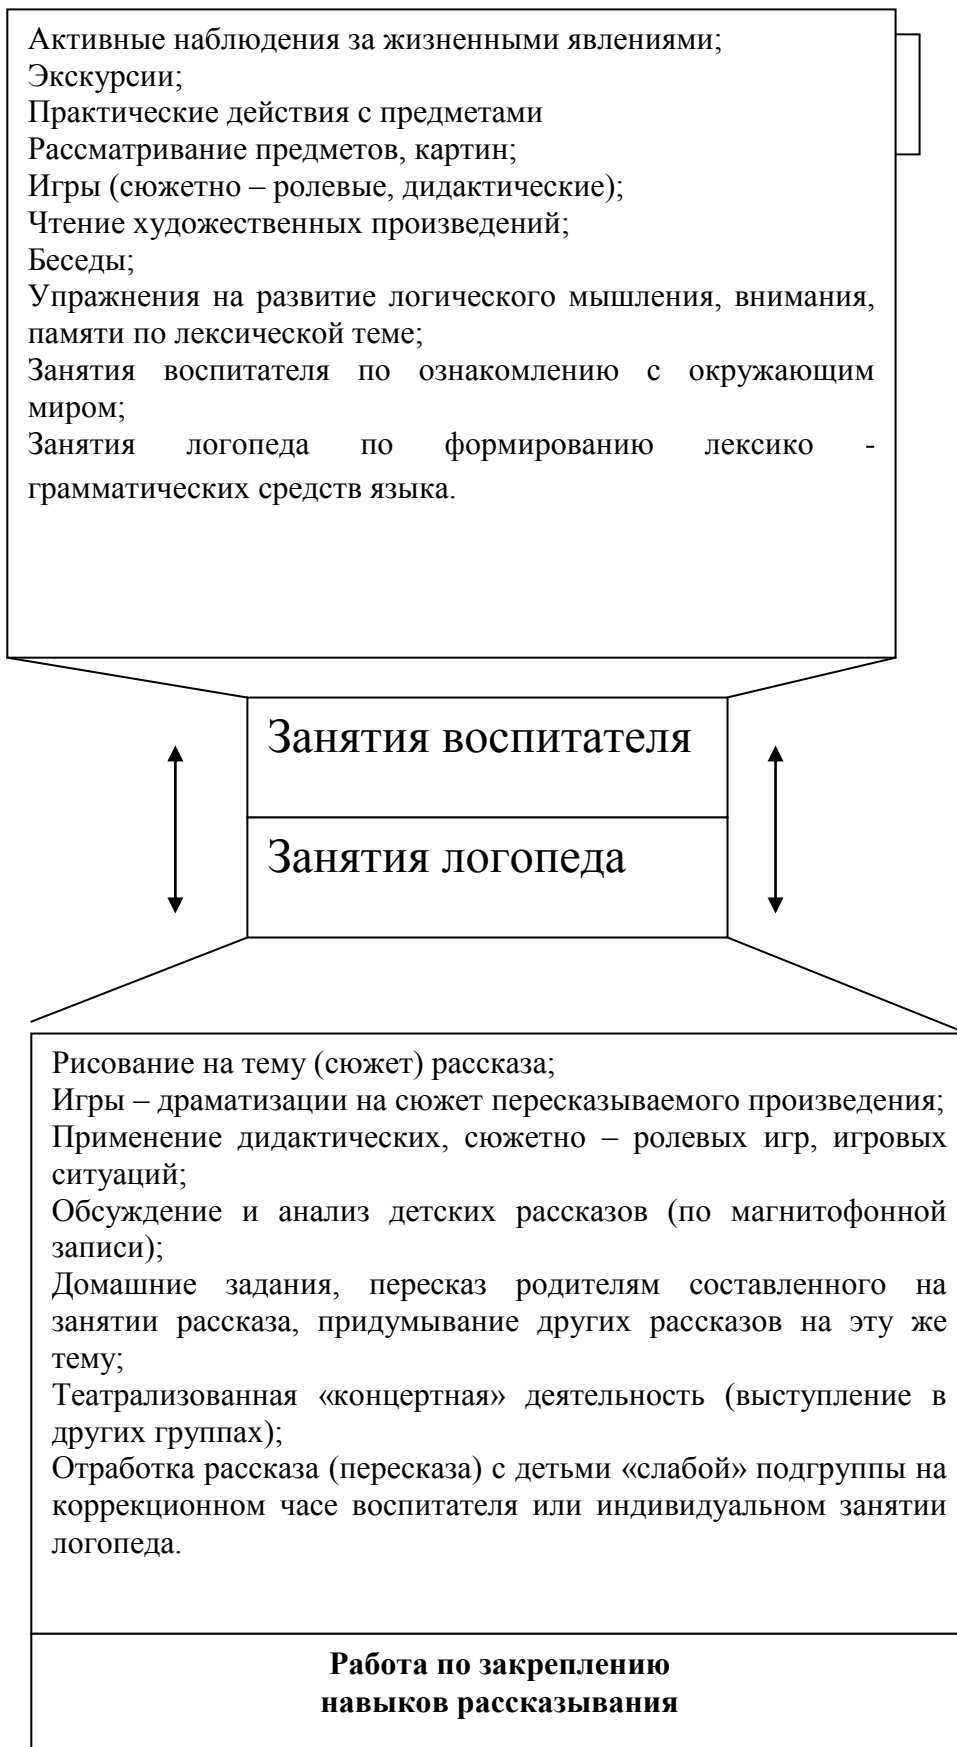 Активные наблюдения за жизненными явлениями;
Экскурсии;
Практические действия с предметами
Рассматривание предметов, картин;
Игры (сюжетно – ролевые, дидактические);
Чтение художественных произведений;
Беседы;
Упражнения на развитие логического мышления, внимания,
памяти по лексической теме;
Занятия воспитателя по ознакомлению с окружающим
миром;
Занятия логопеда по формированию лексико -
грамматических средств языка.
Занятия воспитателя
Занятия логопеда
Рисование на тему (сюжет) рассказа;
Игры – драматизации на сюжет пересказываемого произведения;
Применение дидактических, сюжетно – ролевых игр, игровых
ситуаций;
Обсуждение и анализ детских рассказов (по магнитофонной
записи);
Домашние задания, пересказ родителям составленного на
занятии рассказа, придумывание других рассказов на эту же
тему;
Театрализованная «концертная» деятельность (выступление в
других группах);
Отработка рассказа (пересказа) с детьми «слабой» подгруппы на
коррекционном часе воспитателя или индивидуальном занятии
логопеда.
Работа по закреплению
навыков рассказывания